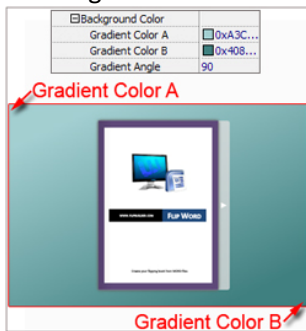 Background Color
Gradient Color A 0xA3C...
Gradient Color B 0x408...
Gradient Angle 90
Gradient Color A
FLIP WORD
Gradient Color B